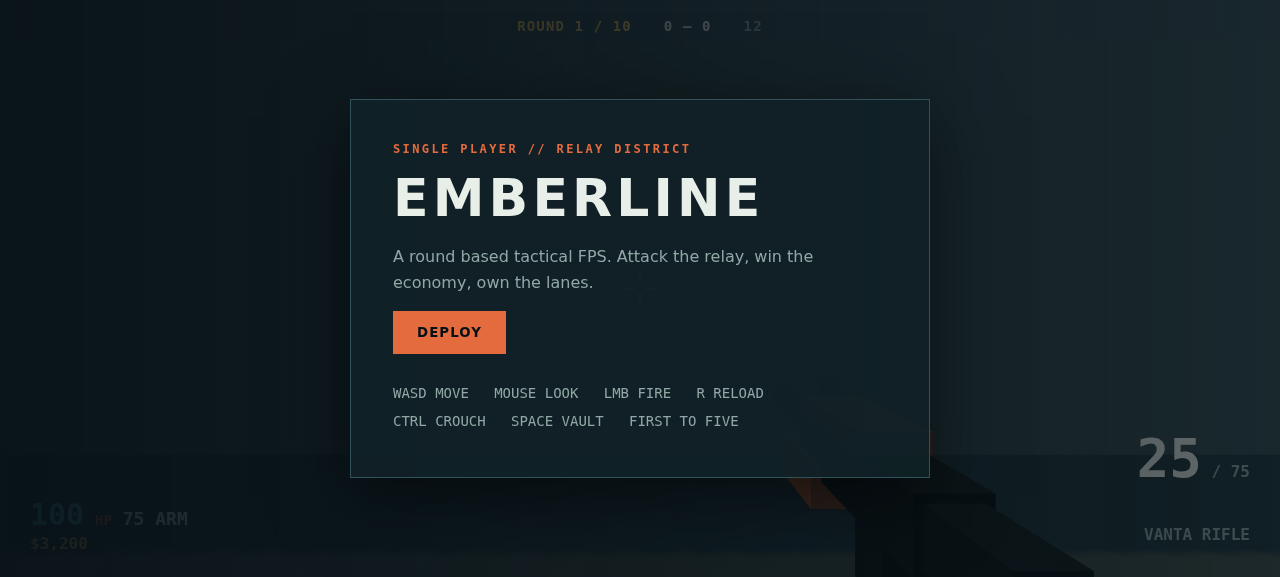 ROUND 1 / 10 0 — 0 12
SINGLE PLAYER // RELAY DISTRICT
EMBERLINE
A round based tactical FPS. Attack the relay, win the
economy, own the lanes.
DEPLOY
WASD MOVE MOUSE LOOK LMB FIRE R RELOAD
CTRL CROUCH SPACE VAULT FIRST TO FIVE
25 / 75
100 HP 75 ARM
$3,200
VANTA RIFLE